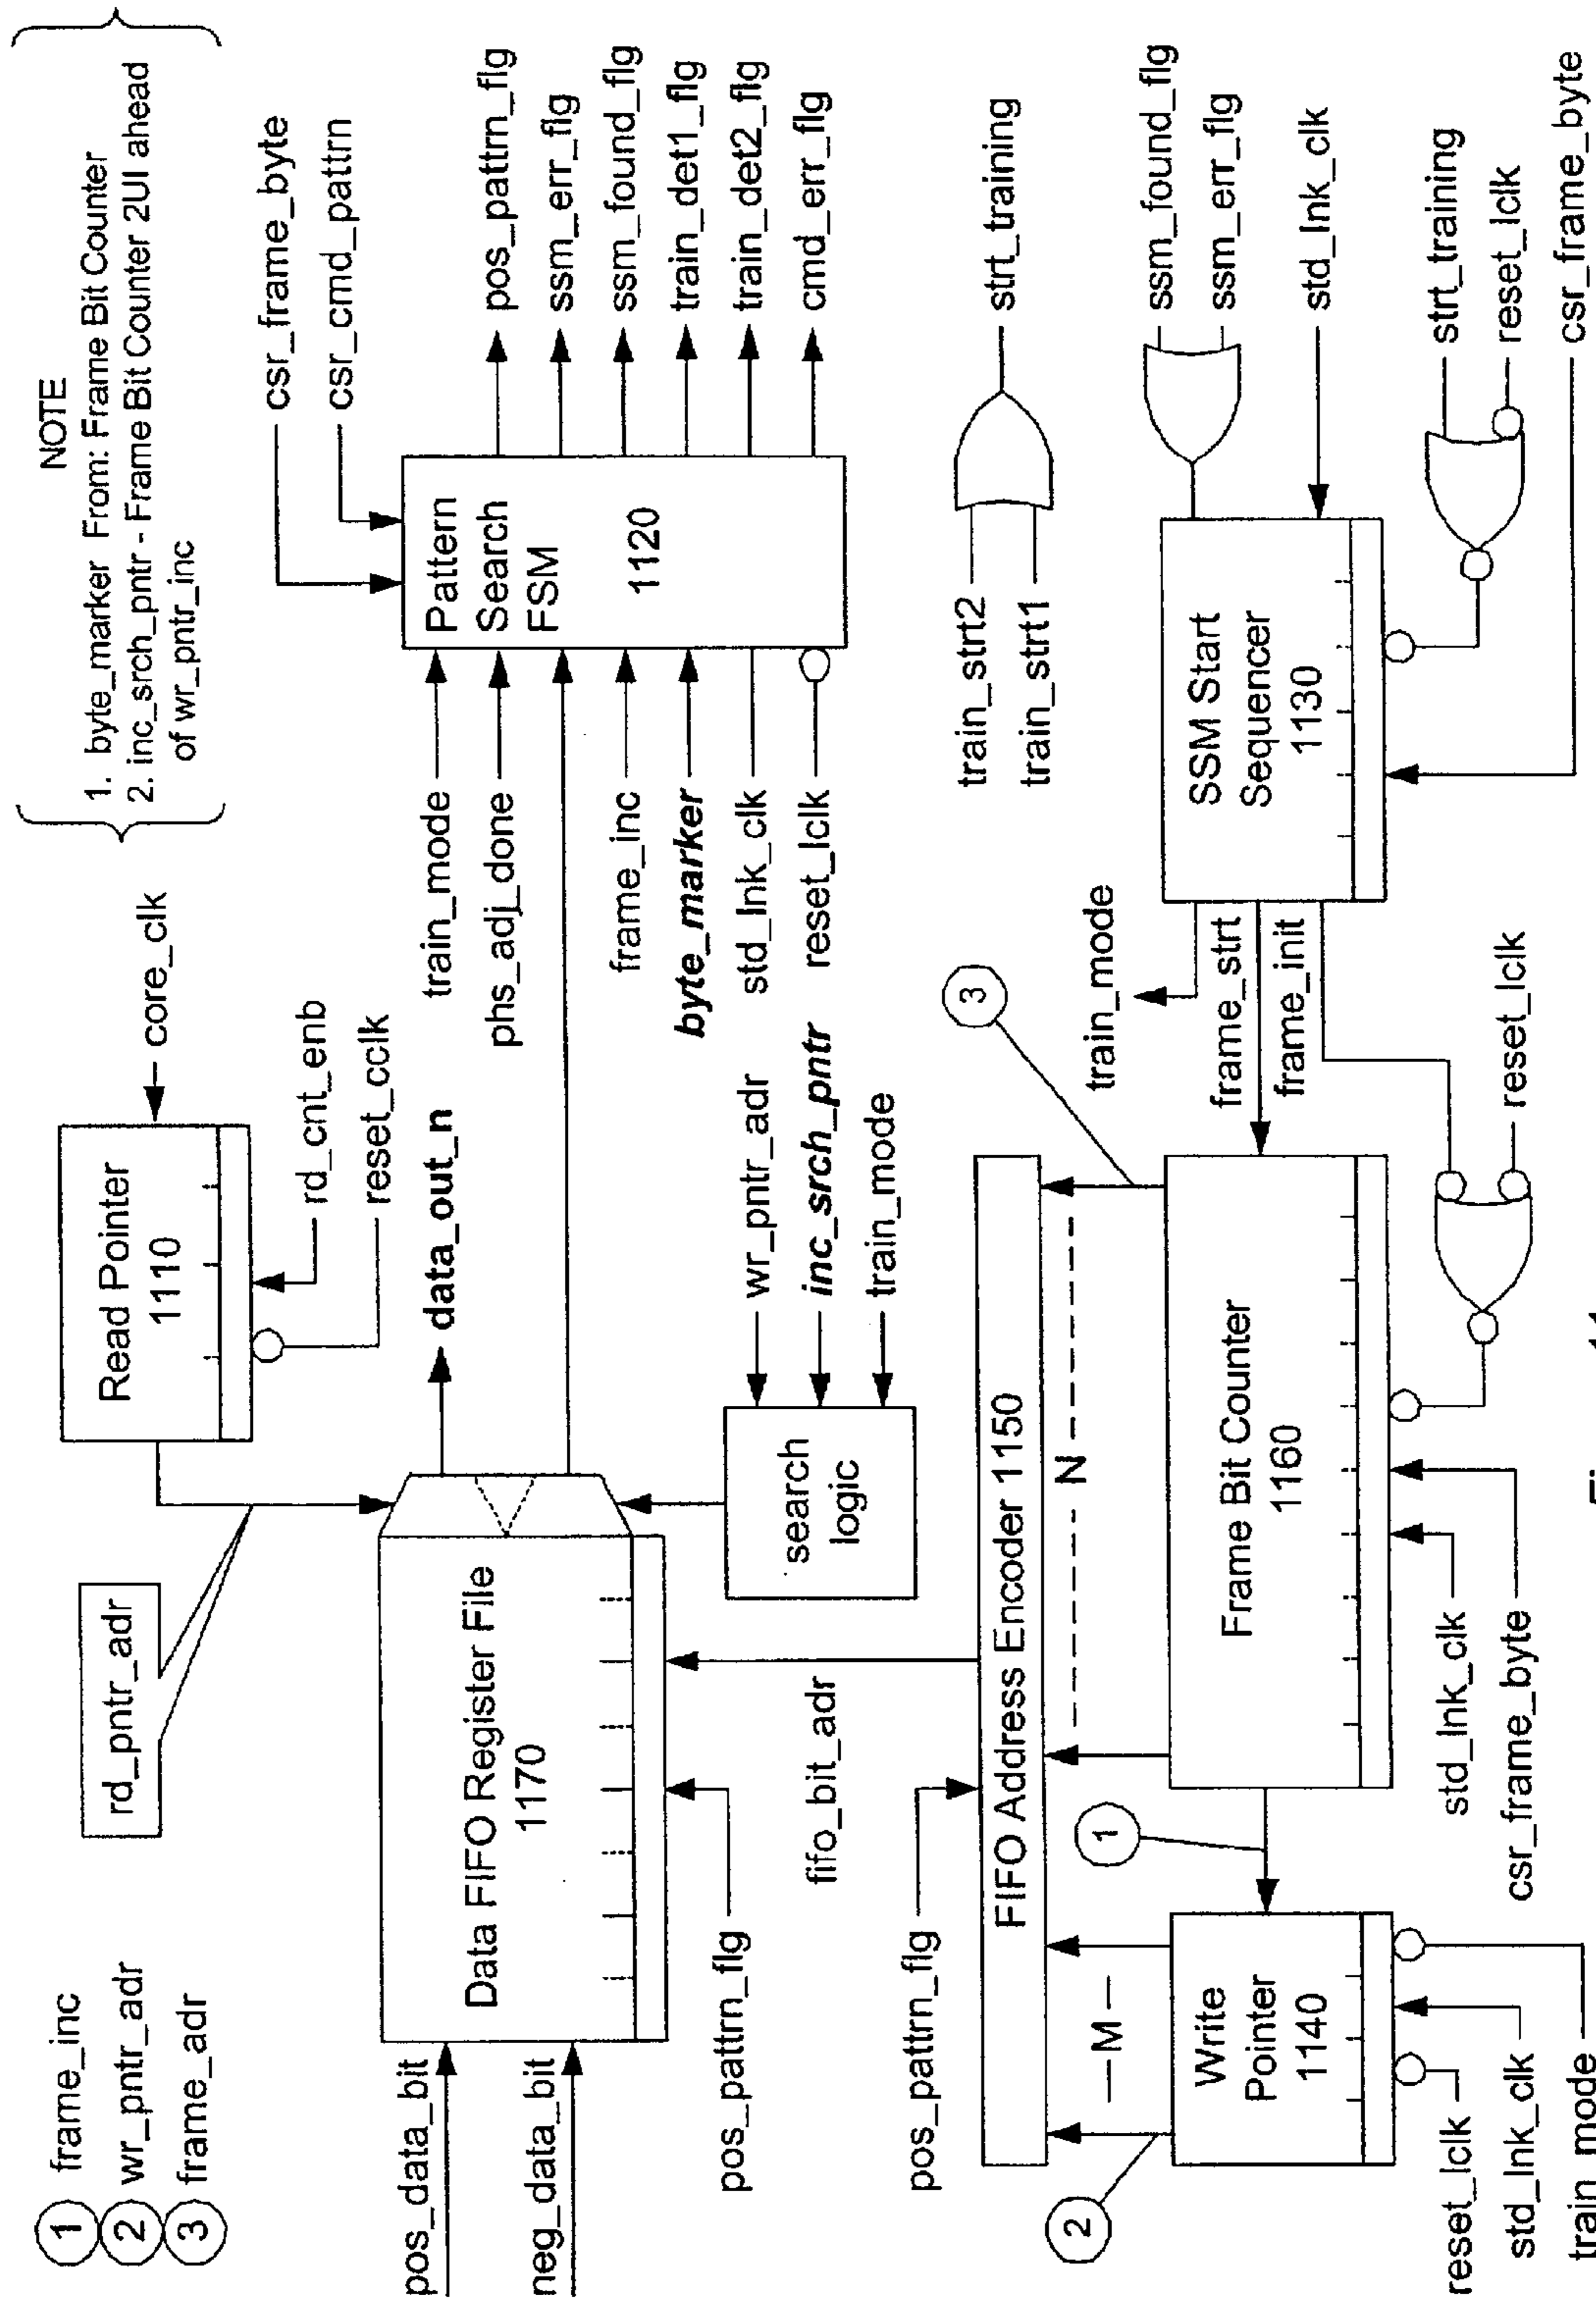 1 frame_inc
2 wr_pntr_adr
3 frame_adr
rd_pntr_adr
Read Pointer
1110
core_clk
rd_cnt_enb
reset_cclk
NOTE
1. byte_marker From: Frame Bit Counter
2. inc_srch_pntr - Frame Bit Counter 2UI ahead
of wr_pntr_inc
pos_data_bit
neg_data_bit
Data FIFO Register File
1170
data_out_n
pos_pattrn_flg
fifo_bit_adr
search
logic
wr_pntr_adr
inc_srch_pntr
train_mode
train_mode
phs_adj_done
frame_inc
byte_marker
std_lnk_clk
reset_lclk
Pattern
Search
FSM
1120
csr_frame_byte
csr_cmd_pattrn
pos_pattrn_flg
ssm_err_flg
ssm_found_flg
train_det1_flg
train_det2_flg
cmd_err_flg
train_strt2
train_strt1
strt_training
pos_pattrn_flg
FIFO Address Encoder 1150
M
N
2
1
3
Write
Pointer
1140
reset_lclk
std_lnk_clk
train_mode
Frame Bit Counter
1160
std_lnk_clk
csr_frame_byte
reset_lclk
train_mode
frame_strt
frame_init
SSM Start
Sequencer
1130
ssm_found_flg
ssm_err_flg
std_lnk_clk
strt_training
reset_lclk
csr_frame_byte